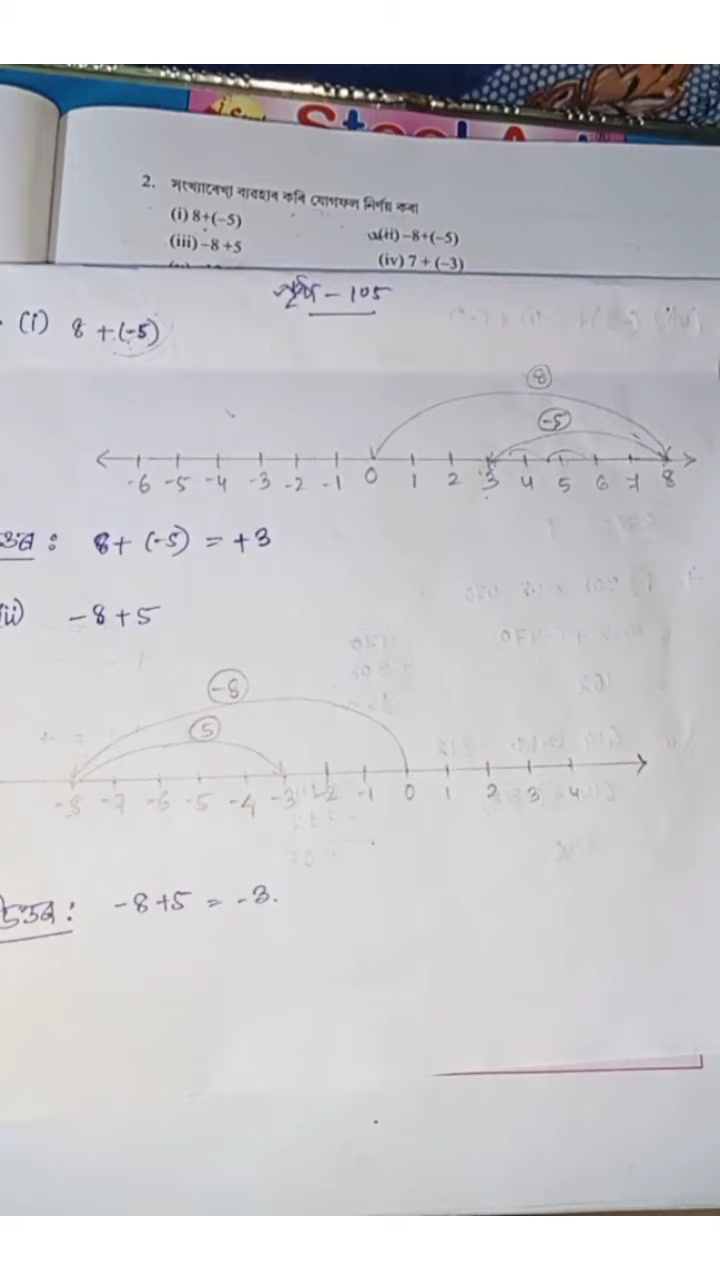 2. সংখ্যাৰেখা ব্যৱহাৰ কৰি যোগফল নিৰ্ণয় কৰা
(i) 8+(−5)
(ii) −8+(−5)
(iii) −8+5
(iv) 7+(−3)
– 105
(i) 8 + (-5)
8
-5
-6 -5 -4 -3 -2 -1 0 1 2 3 4 5 6 7 8
: 8 + (-5) = +3
-8 + 5
-8
5
-8 -7 -6 -5 -4 -3 -2 -1 0 1 2 3 4
উত্তৰ : -8+5 = -3.